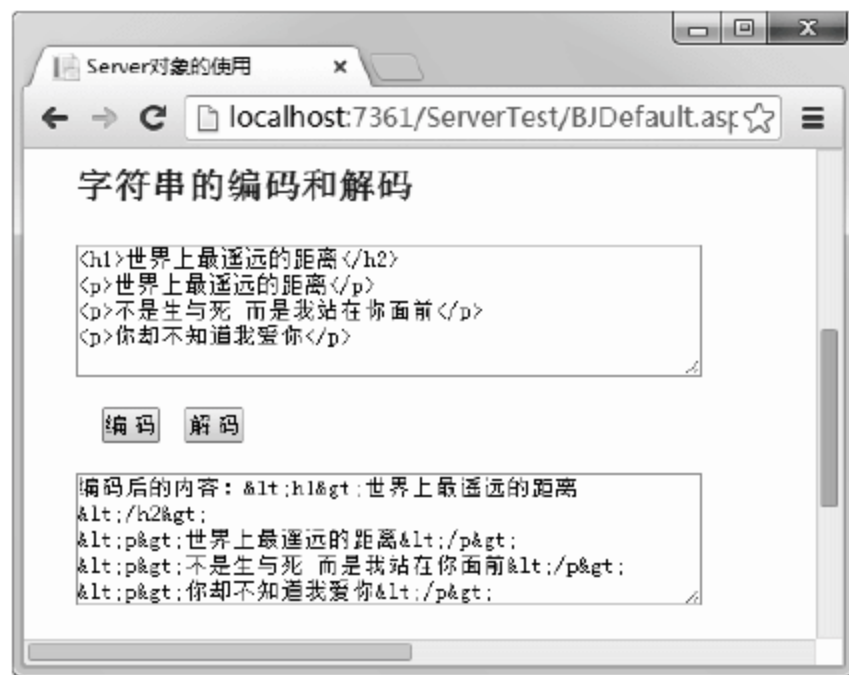 Server对象的使用
localhost:7361/ServerTest/BJDefault.asp
字符串的编码和解码
<h1>世界上最遥远的距离</h2>
<p>世界上最遥远的距离</p>
<p>不是生与死 而是我站在你面前</p>
<p>你却不知道我爱你</p>
编码 解码
编码后的内容：&lt;h1&gt;世界上最遥远的距离
&lt;/h2&gt;
&lt;p&gt;世界上最遥远的距离&lt;/p&gt;
&lt;p&gt;不是生与死 而是我站在你面前&lt;/p&gt;
&lt;p&gt;你却不知道我爱你&lt;/p&gt;